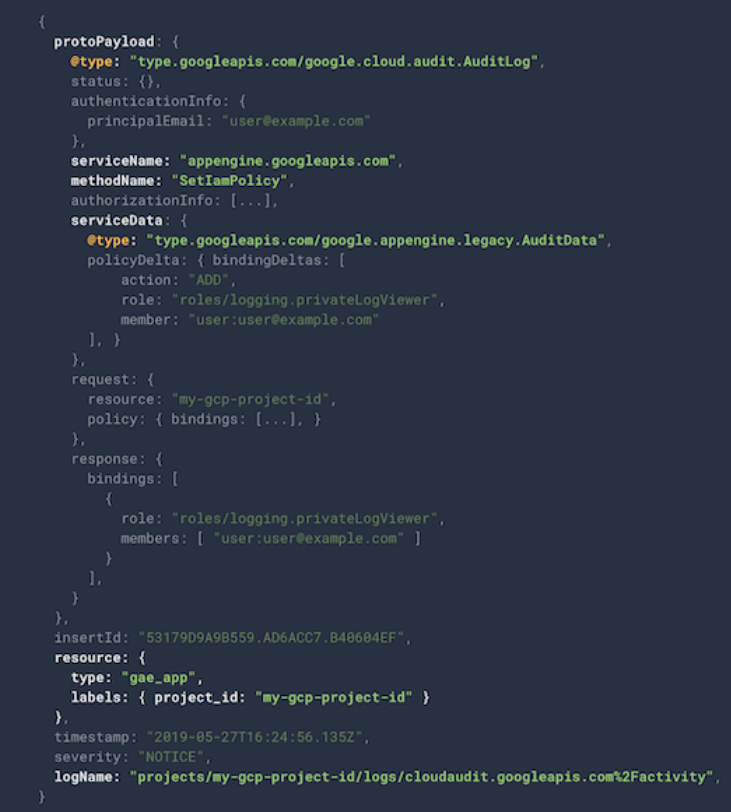 {
protoPayload: {
@type: "type.googleapis.com/google.cloud.audit.AuditLog",
status: {},
authenticationInfo: {
principalEmail: "user@example.com"
},
serviceName: "appengine.googleapis.com",
methodName: "SetIamPolicy",
authorizationInfo: [...],
serviceData: {
@type: "type.googleapis.com/google.appengine.legacy.AuditData",
policyDelta: { bindingDeltas: [
action: "ADD",
role: "roles/logging.privateLogViewer",
member: "user:user@example.com"
], }
},
request: {
resource: "my-gcp-project-id",
policy: { bindings: [...], }
},
response: {
bindings: [
{
role: "roles/logging.privateLogViewer",
members: [ "user:user@example.com" ]
}
],
}
},
insertId: "53179D9A9B559.AD6ACC7.B40604EF",
resource: {
type: "gae_app",
labels: { project_id: "my-gcp-project-id" }
},
timestamp: "2019-05-27T16:24:56.135Z",
severity: "NOTICE",
logName: "projects/my-gcp-project-id/logs/cloudaudit.googleapis.com%2Factivity",
}